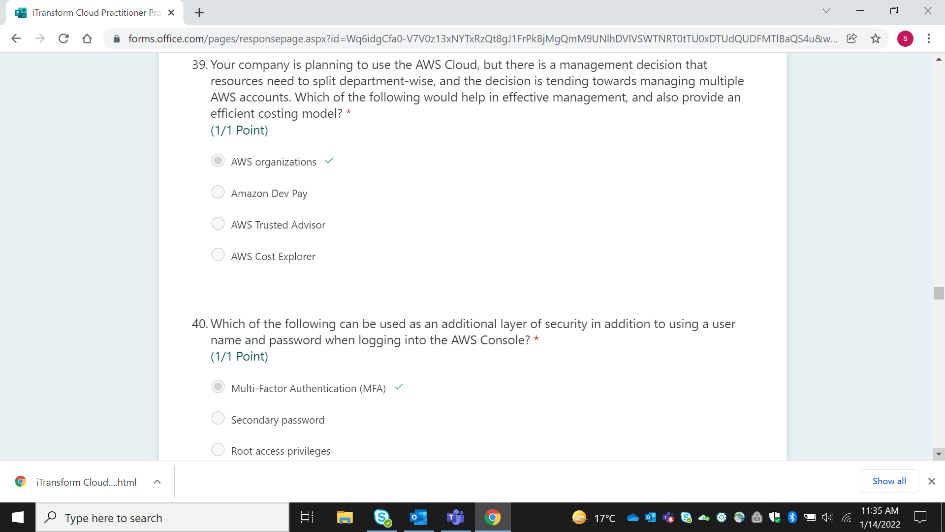 iTransform Cloud Practitioner Pra
forms.office.com/pages/responsepage.aspx?id=Wq6idgCfa0-V7V0z13xNYTxRzQt8gJ1FrPkBjMgQmM9UNlhDVlVSWTNRT0tTU0xDTUdQUDFMTlBaQS4u&w...
S
39. Your company is planning to use the AWS Cloud, but there is a management decision that
resources need to split department-wise, and the decision is tending towards managing multiple
AWS accounts. Which of the following would help in effective management, and also provide an
efficient costing model? *
(1/1 Point)
AWS organizations
Amazon Dev Pay
AWS Trusted Advisor
AWS Cost Explorer
40. Which of the following can be used as an additional layer of security in addition to using a user
name and password when logging into the AWS Console? *
(1/1 Point)
Multi-Factor Authentication (MFA)
Secondary password
Root access privileges
iTransform Cloud....html
Show all
Type here to search
17°C
11:35 AM
1/14/2022